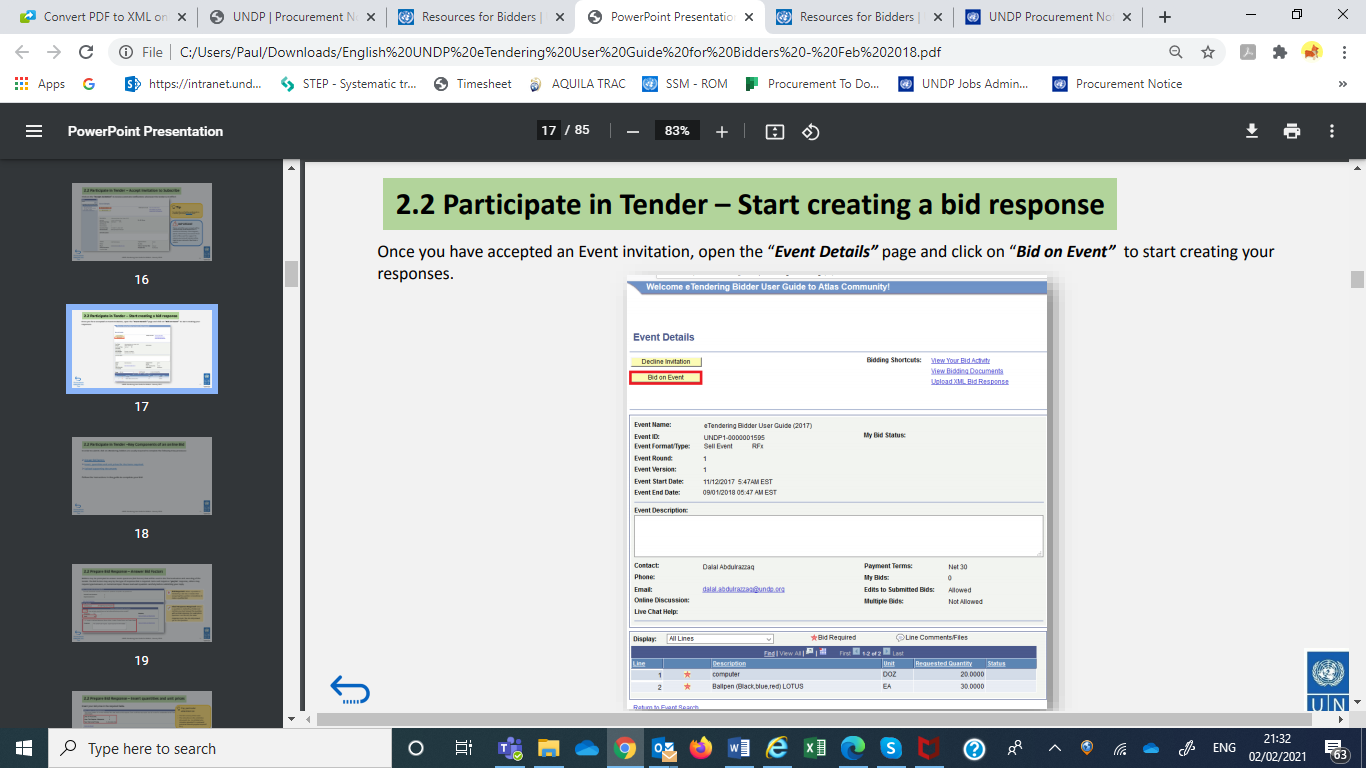 Convert PDF to XML on
UNDP | Procurement N
Resources for Bidders |
PowerPoint Presentatio
Resources for Bidders |
UNDP Procurement No
File | C:/Users/Paul/Downloads/English%20UNDP%20eTendering%20User%20Guide%20for%20Bidders%20-%20Feb%202018.pdf
Apps
https://intranet.und...
STEP - Systematic tr...
Timesheet
AQUILA TRAC
SSM - ROM
Procurement To Do...
UNDP Jobs Admin...
Procurement Notice
PowerPoint Presentation
17 / 85
83%
16
17
18
19
2.2 Participate in Tender – Start creating a bid response
Once you have accepted an Event invitation, open the “Event Details” page and click on “Bid on Event” to start creating your
responses.
Welcome eTendering Bidder User Guide to Atlas Community!
Event Details
Decline Invitation
Bid on Event
Bidding Shortcuts: View Your Bid Activity
View Bidding Documents
Upload XML Bid Response
Event Name: eTendering Bidder User Guide (2017)
Event ID: UNDP1-0000001595
My Bid Status:
Event Format/Type: Sell Event RFx
Event Round: 1
Event Version: 1
Event Start Date: 11/12/2017 5:47AM EST
Event End Date: 09/01/2018 05:47 AM EST
Event Description:
Contact: Dalal Abdulrazzaq Payment Terms: Net 30
Phone: My Bids: 0
Email: dalal.abdulrazzaq@undp.org Edits to Submitted Bids: Allowed
Online Discussion: Multiple Bids: Not Allowed
Live Chat Help:
Display: All Lines Bid Required Line Comments/Files
Find | View All | First 1-2 of 2 Last
Line Description Unit Requested Quantity Status
1 computer DOZ 20.0000
2 Ballpen (Black,blue,red) LOTUS EA 30.0000
Return to Event Search
U N
Type here to search
ENG
21:32
02/02/2021
63